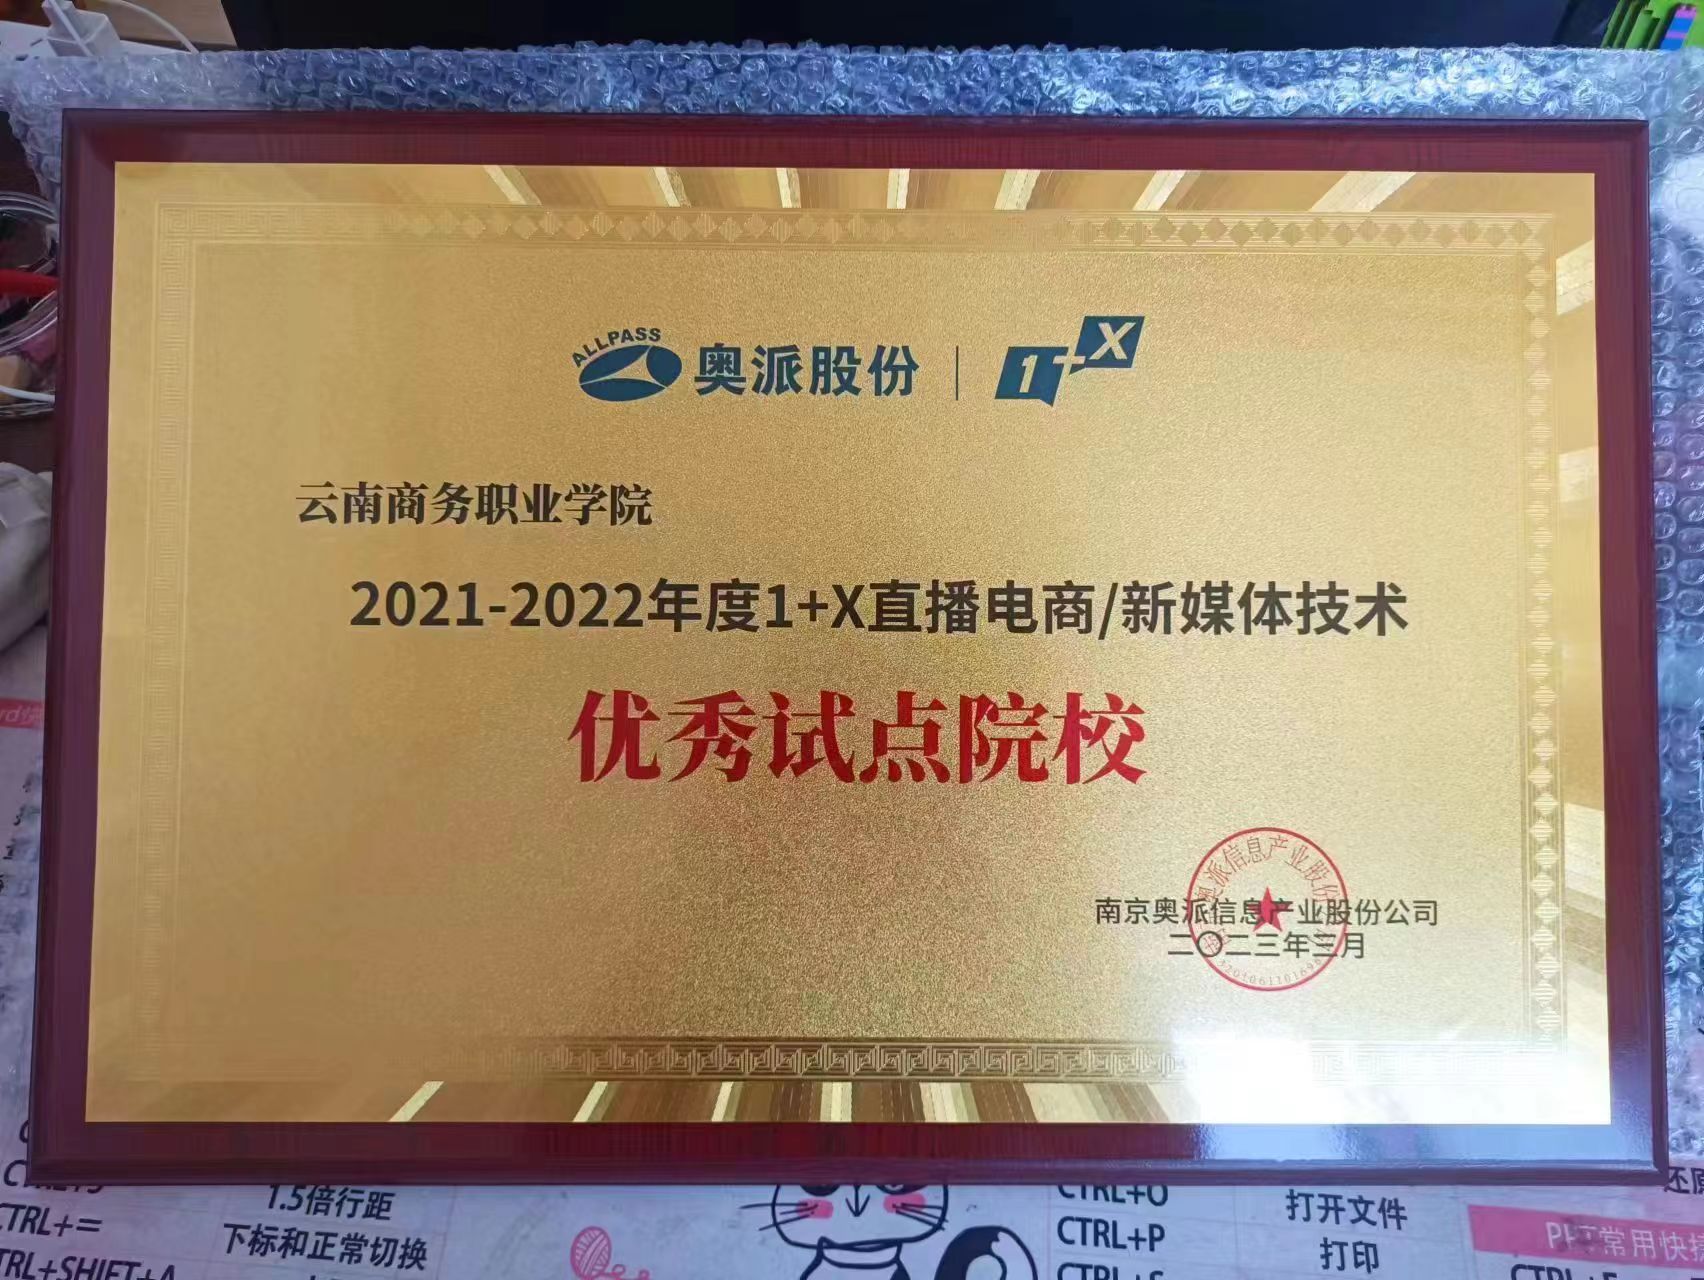 ALLPASS
奥派股份
1+X
云南商务职业学院
2021-2022年度1+X直播电商/新媒体技术
优秀试点院校
南京奥派信息产业股份公司
二〇二三年三月
1.5倍行距
CTRL+=
下标和正常切换
CTRL+O
打开文件
CTRL+P
打印
常用快捷